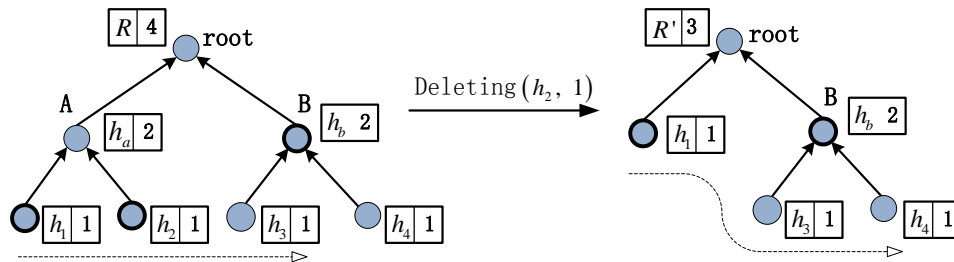 R 4 root
A
B
h_a 2
h_b 2
h_1 1
h_2 1
h_3 1
h_4 1
Deleting(h_2, 1)
R' 3 root
B
h_1 1
h_b 2
h_3 1
h_4 1